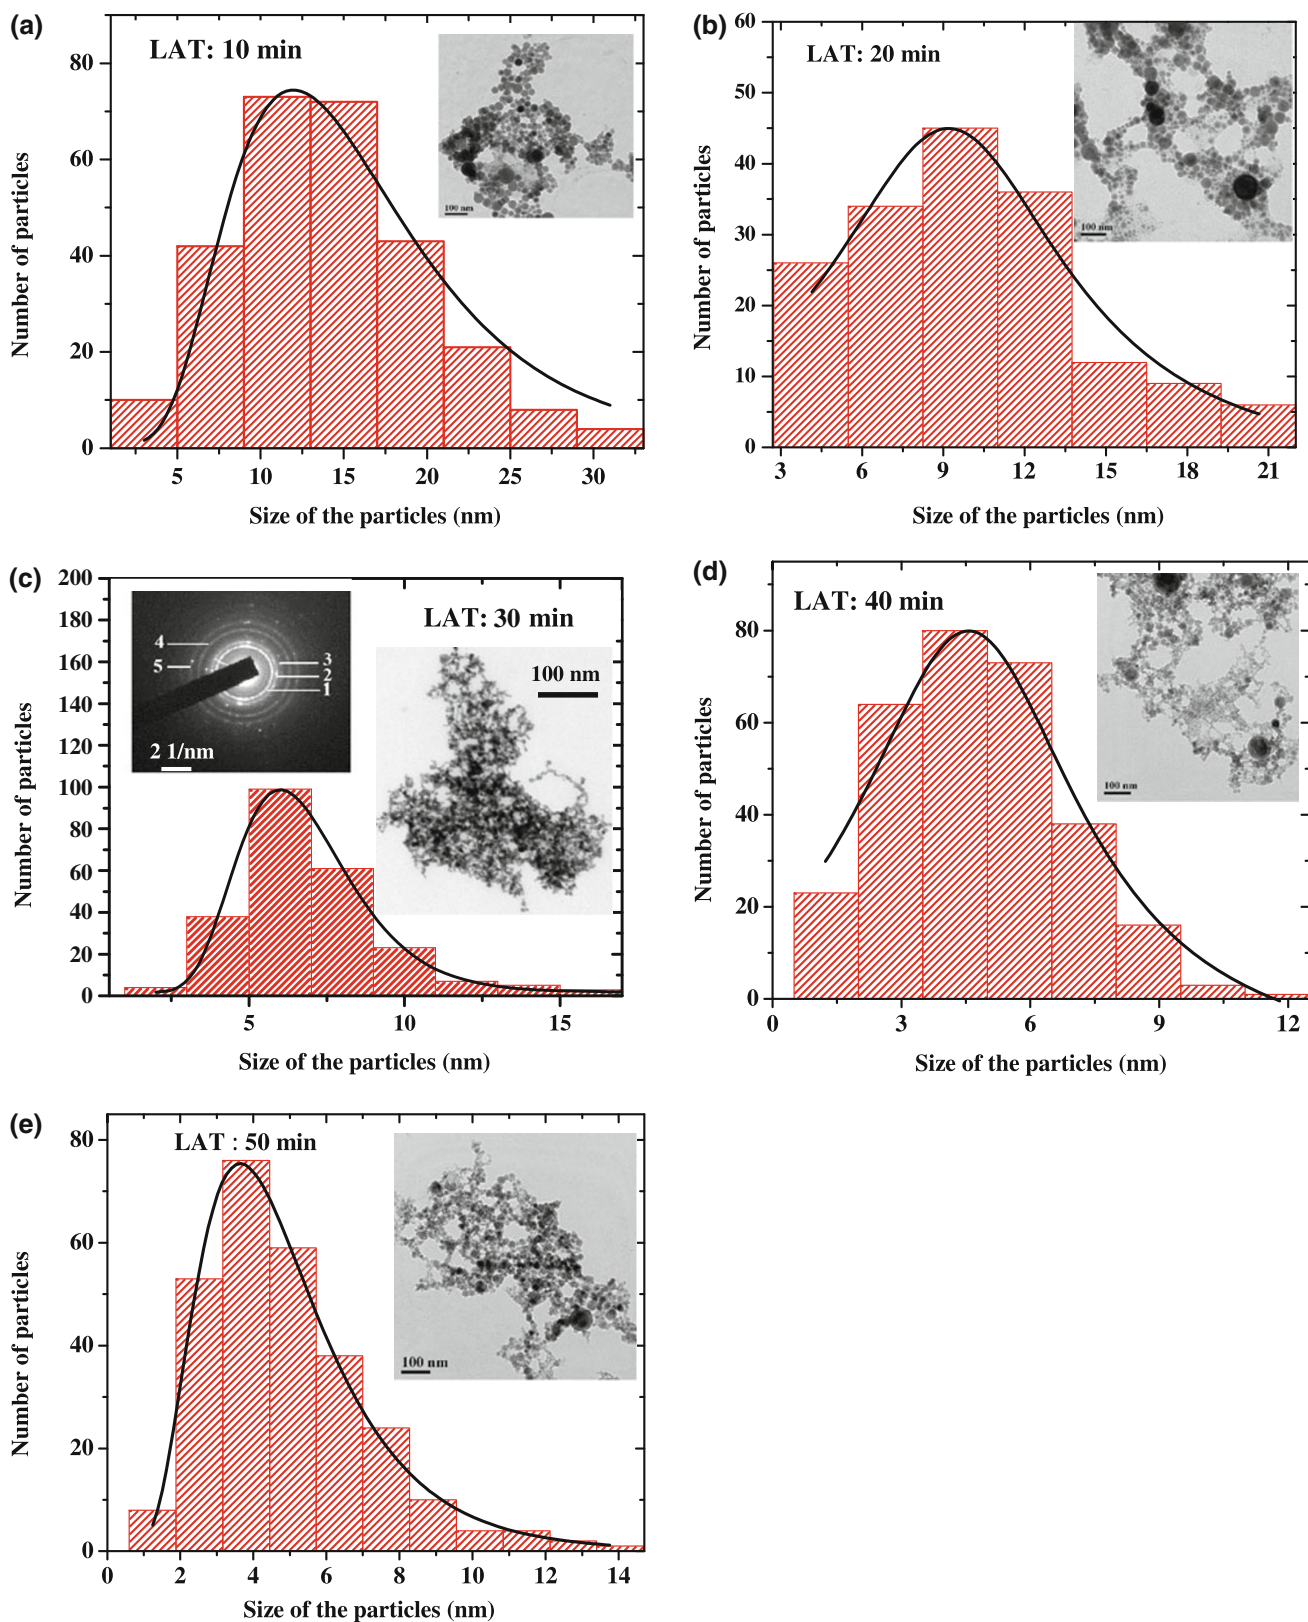 (a)
LAT: 10 min
80
60
40
20
0
5 10 15 20 25 30
Number of particles
Size of the particles (nm)
100 nm
(b)
LAT: 20 min
60
50
40
30
20
10
0
3 6 9 12 15 18 21
Number of particles
Size of the particles (nm)
100 nm
(c)
LAT: 30 min
200
180
160
140
120
100
80
60
40
20
0
5 10 15
Number of particles
Size of the particles (nm)
4
5
3
2
1
2 1/nm
100 nm
(d)
LAT: 40 min
80
60
40
20
0
0 3 6 9 12
Number of particles
Size of the particles (nm)
100 nm
(e)
LAT : 50 min
80
60
40
20
0
0 2 4 6 8 10 12 14
Number of particles
Size of the particles (nm)
100 nm